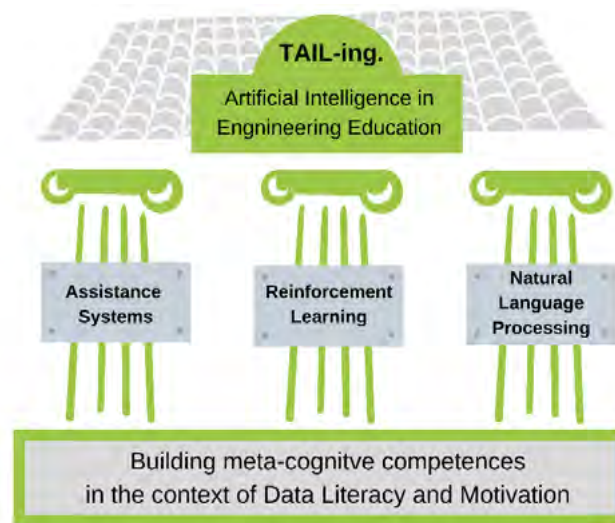 TAIL-ing.
Artificial Intelligence in
Engnineering Education
Assistance
Systems
Reinforcement
Learning
Natural
Language
Processing
Building meta-cognitve competences
in the context of Data Literacy and Motivation